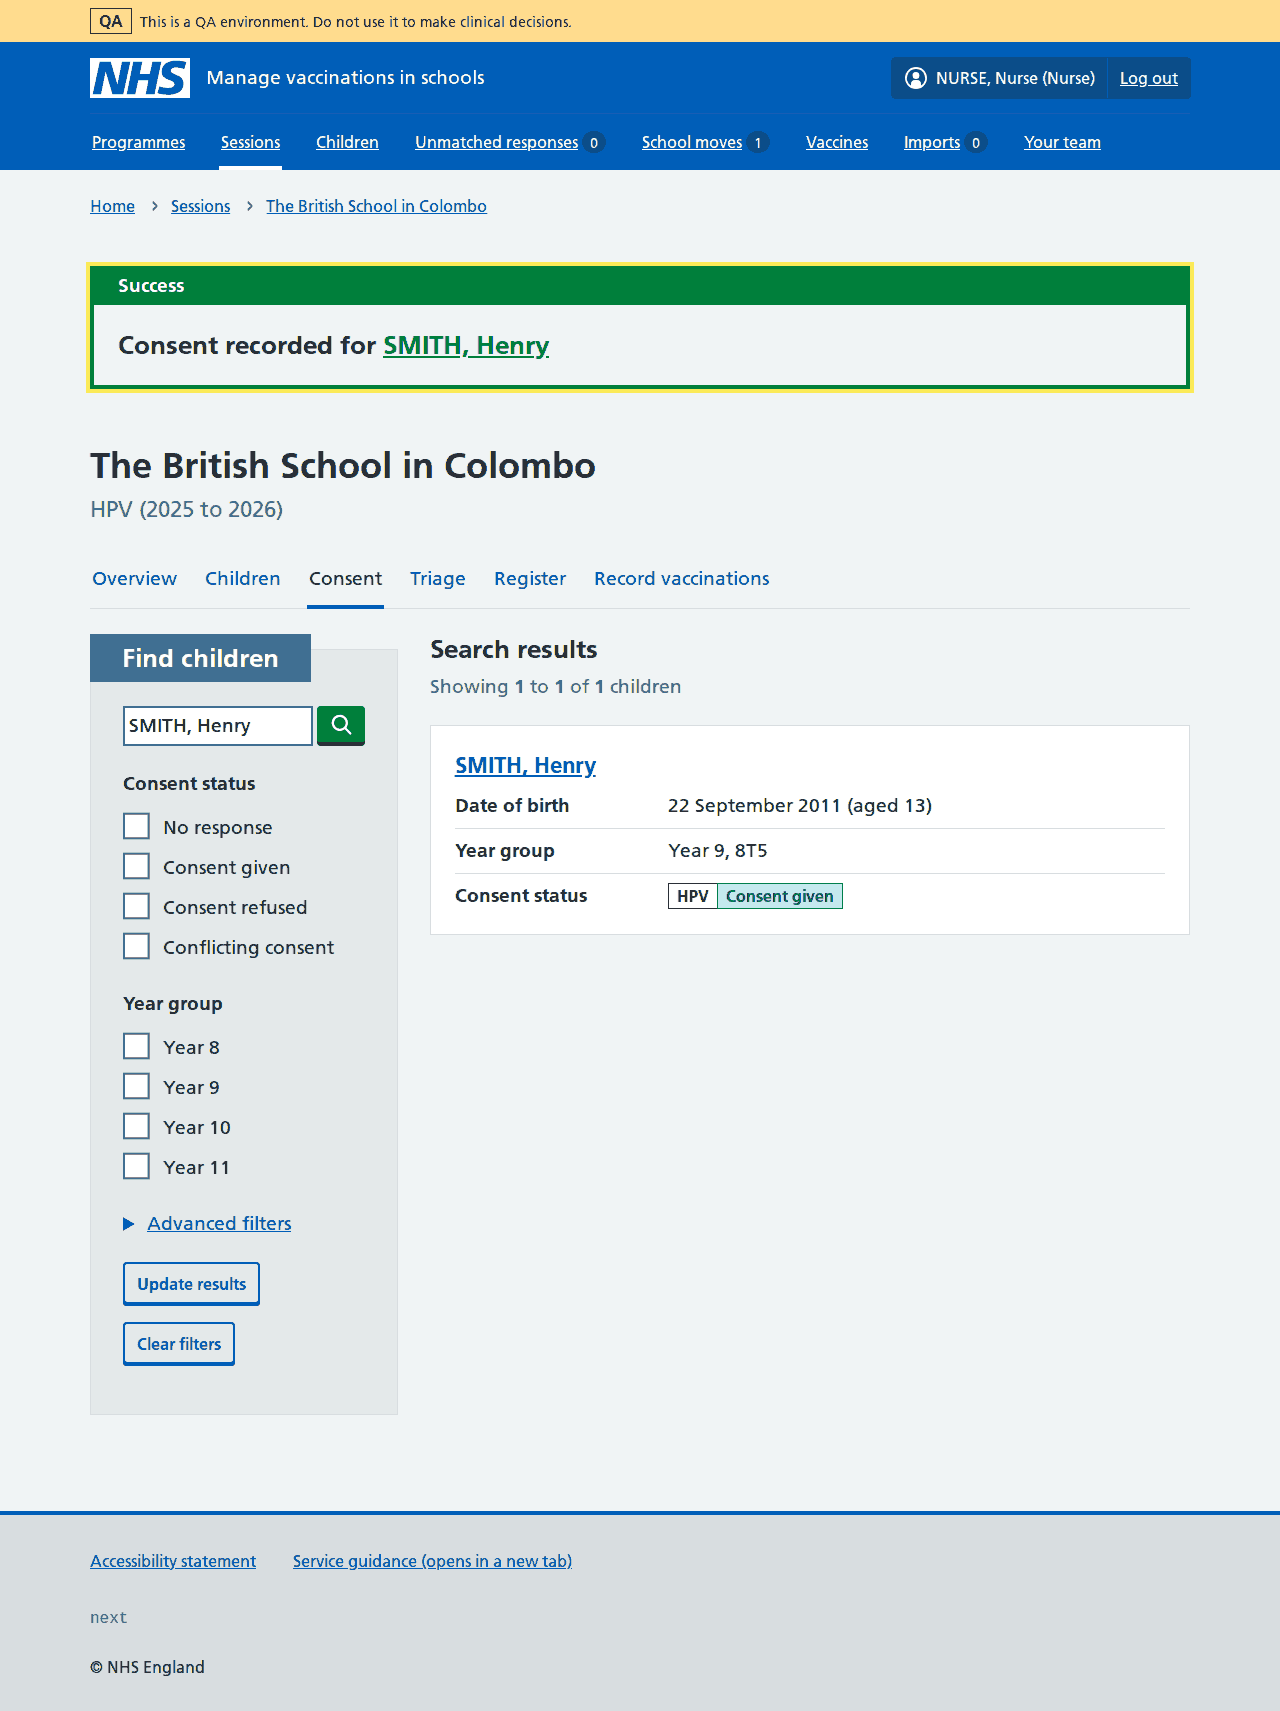 QA This is a QA environment. Do not use it to make clinical decisions.
NHS Manage vaccinations in schools
NURSE, Nurse (Nurse) Log out
Programmes Sessions Children Unmatched responses 0 School moves 1 Vaccines Imports 0 Your team
Home Sessions The British School in Colombo
Success
Consent recorded for SMITH, Henry
The British School in Colombo
HPV (2025 to 2026)
Overview Children Consent Triage Register Record vaccinations
Find children
SMITH, Henry
Consent status
No response
Consent given
Consent refused
Conflicting consent
Year group
Year 8
Year 9
Year 10
Year 11
Advanced filters
Update results
Clear filters
Search results
Showing 1 to 1 of 1 children
SMITH, Henry
Date of birth 22 September 2011 (aged 13)
Year group Year 9, 8T5
Consent status HPV Consent given
Accessibility statement Service guidance (opens in a new tab)
next
© NHS England